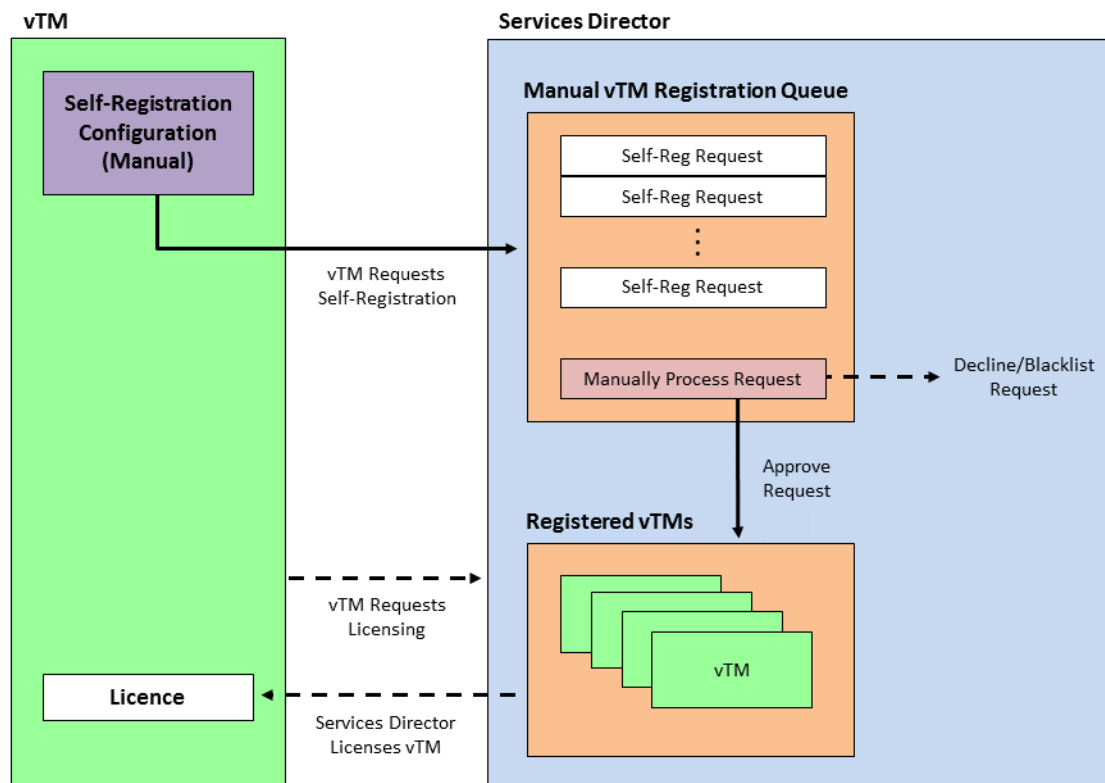 vTM
Services Director
Self-Registration
Configuration
(Manual)
Manual vTM Registration Queue
Self-Reg Request
Self-Reg Request
⋮
Self-Reg Request
vTM Requests
Self-Registration
Manually Process Request
Decline/Blacklist
Request
Approve
Request
Registered vTMs
vTM
vTM Requests
Licensing
Licence
Services Director
Licenses vTM